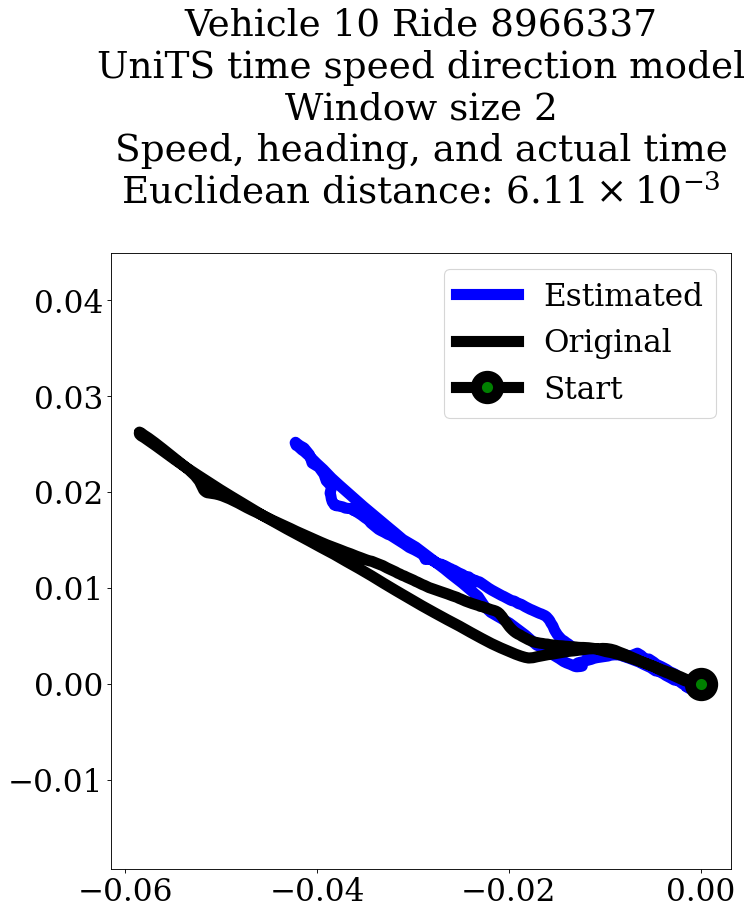 Vehicle 10 Ride 8966337
UniTS time speed direction model
Window size 2
Speed, heading, and actual time
Euclidean distance: 6.11 × 10⁻³
Estimated
Original
Start
0.04
0.03
0.02
0.01
0.00
−0.01
−0.06
−0.04
−0.02
0.00